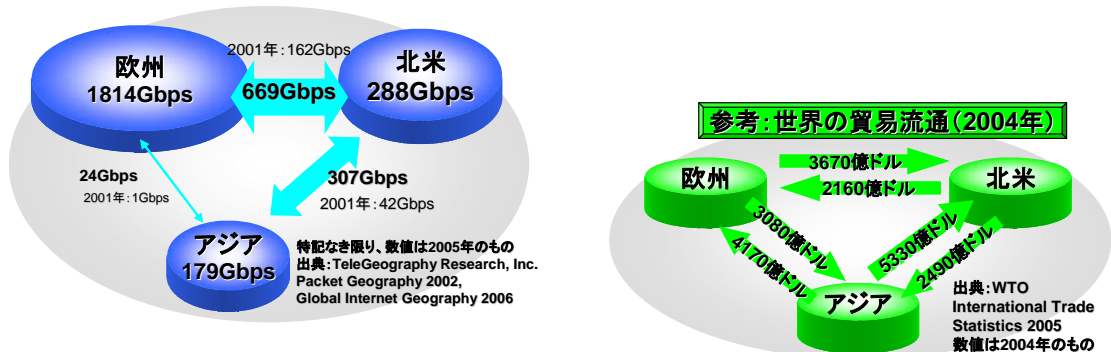 2001年：162Gbps
欧州
1814Gbps
669Gbps
北米
288Gbps
24Gbps
2001年：1Gbps
307Gbps
2001年：42Gbps
アジア
179Gbps
特記なき限り、数値は2005年のもの
出典：TeleGeography Research, Inc.
Packet Geography 2002,
Global Internet Geography 2006
参考：世界の貿易流通（2004年）
欧州
3670億ドル
2160億ドル
北米
3080億ドル
4170億ドル
5330億ドル
2490億ドル
アジア
出典：WTO
International Trade
Statistics 2005
数値は2004年のもの